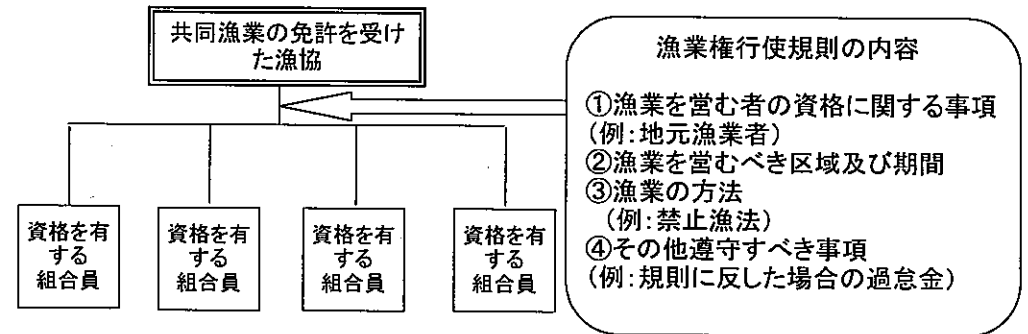 共同漁業の免許を受け
た漁協
漁業権行使規則の内容
①漁業を営む者の資格に関する事項
(例:地元漁業者)
②漁業を営むべき区域及び期間
③漁業の方法
(例:禁止漁法)
④その他遵守すべき事項
(例:規則に反した場合の過怠金)
資格を有
する
組合員
資格を有
する
組合員
資格を有
する
組合員
資格を有
する
組合員